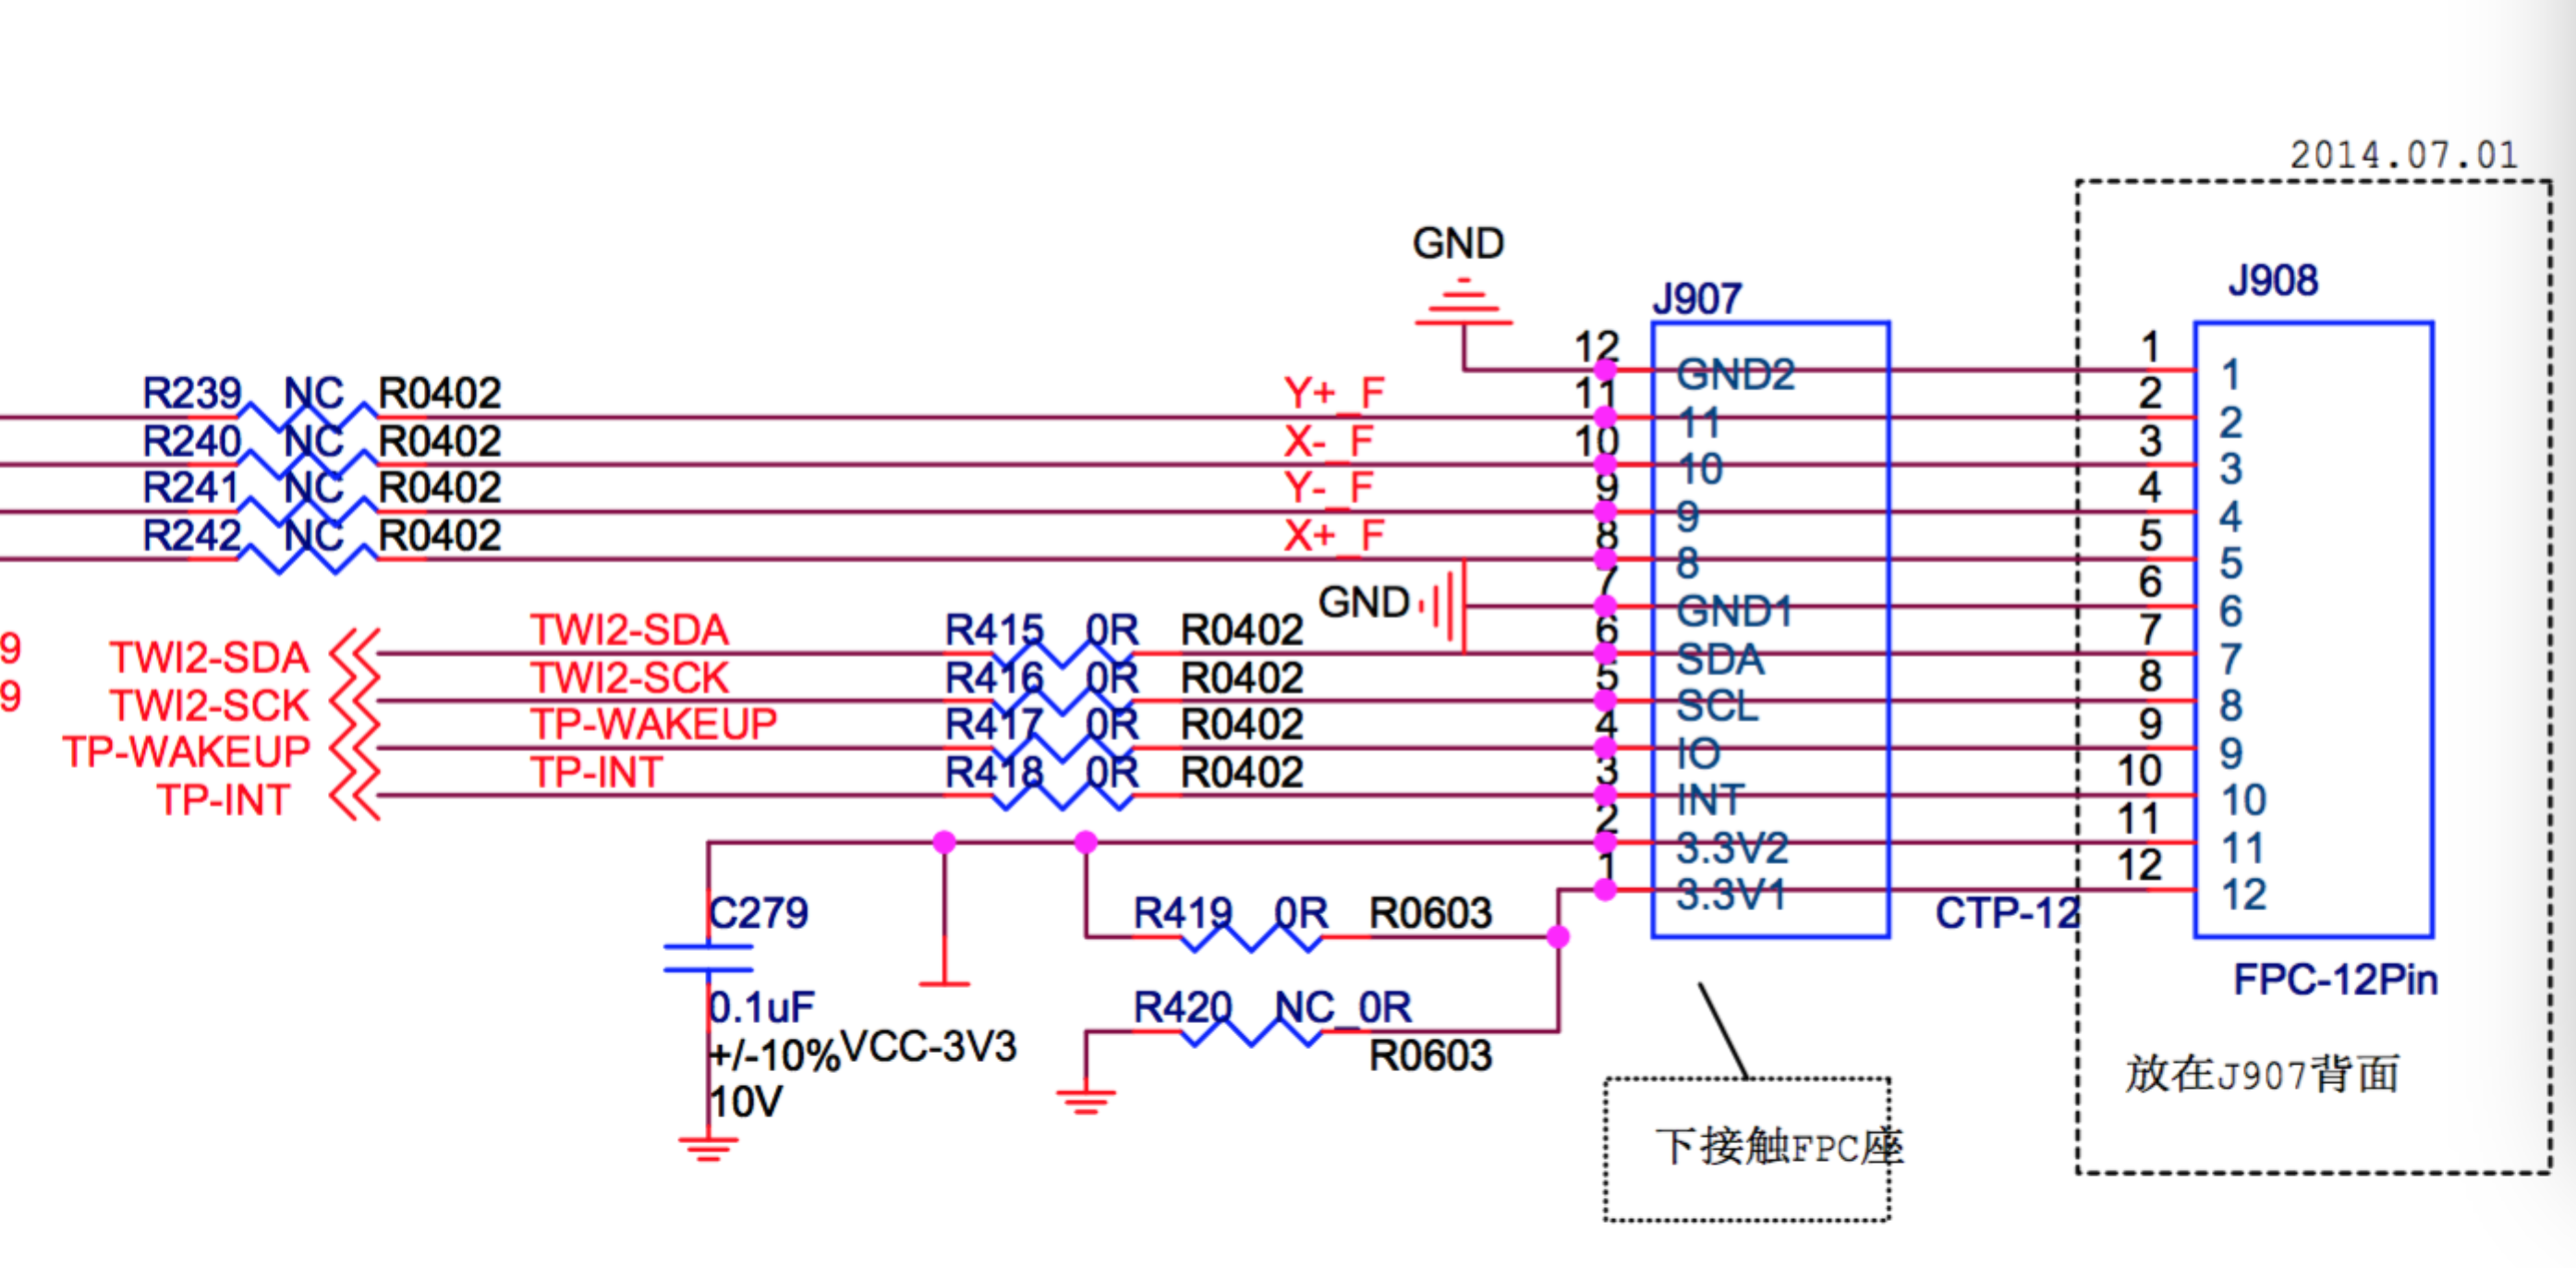 2014.07.01
GND
J907
J908
12
GND2
1
1
R239 NC R0402
Y+_F
11
11
2
2
R240 NC R0402
X-_F
10
10
3
3
R241 NC R0402
Y-_F
9
9
4
4
R242 NC R0402
X+_F
8
8
5
5
GND
7
GND1
6
6
9
TWI2-SDA
TWI2-SDA
R415 0R R0402
6
SDA
7
7
9
TWI2-SCK
TWI2-SCK
R416 0R R0402
5
SCL
8
8
TP-WAKEUP
TP-WAKEUP
R417 0R R0402
4
IO
9
9
TP-INT
TP-INT
R418 0R R0402
3
INT
10
10
2
3.3V2
11
11
1
3.3V1
12
12
C279
R419 0R R0603
CTP-12
FPC-12Pin
0.1uF
R420 NC_0R
+/-10%
VCC-3V3
R0603
10V
放在J907背面
下接触FPC座